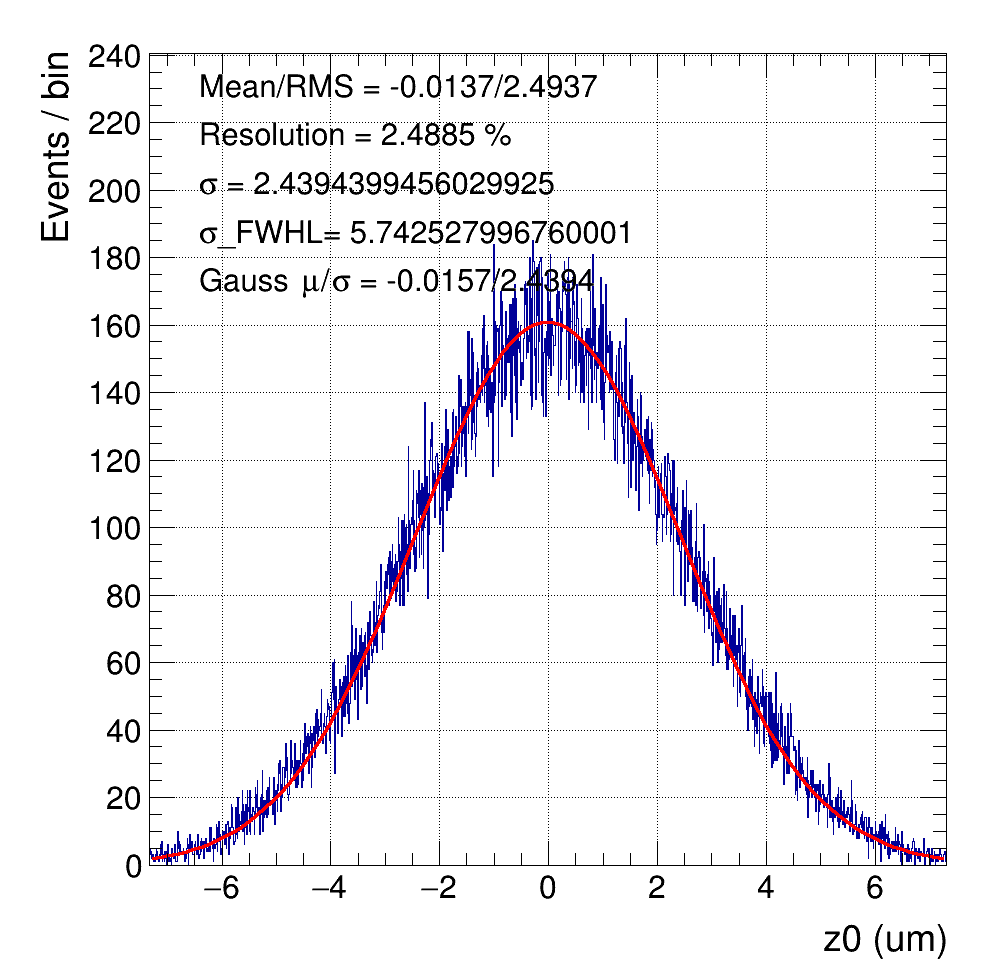 Events / bin
240
220
200
180
160
140
120
100
80
60
40
20
0
Mean/RMS = -0.0137/2.4937
Resolution = 2.4885 %
σ = 2.4394399456029925
σ_FWHL= 5.742527996760001
Gauss μ/σ = -0.0157/2.4394
−6 −4 −2 0 2 4 6
z0 (um)